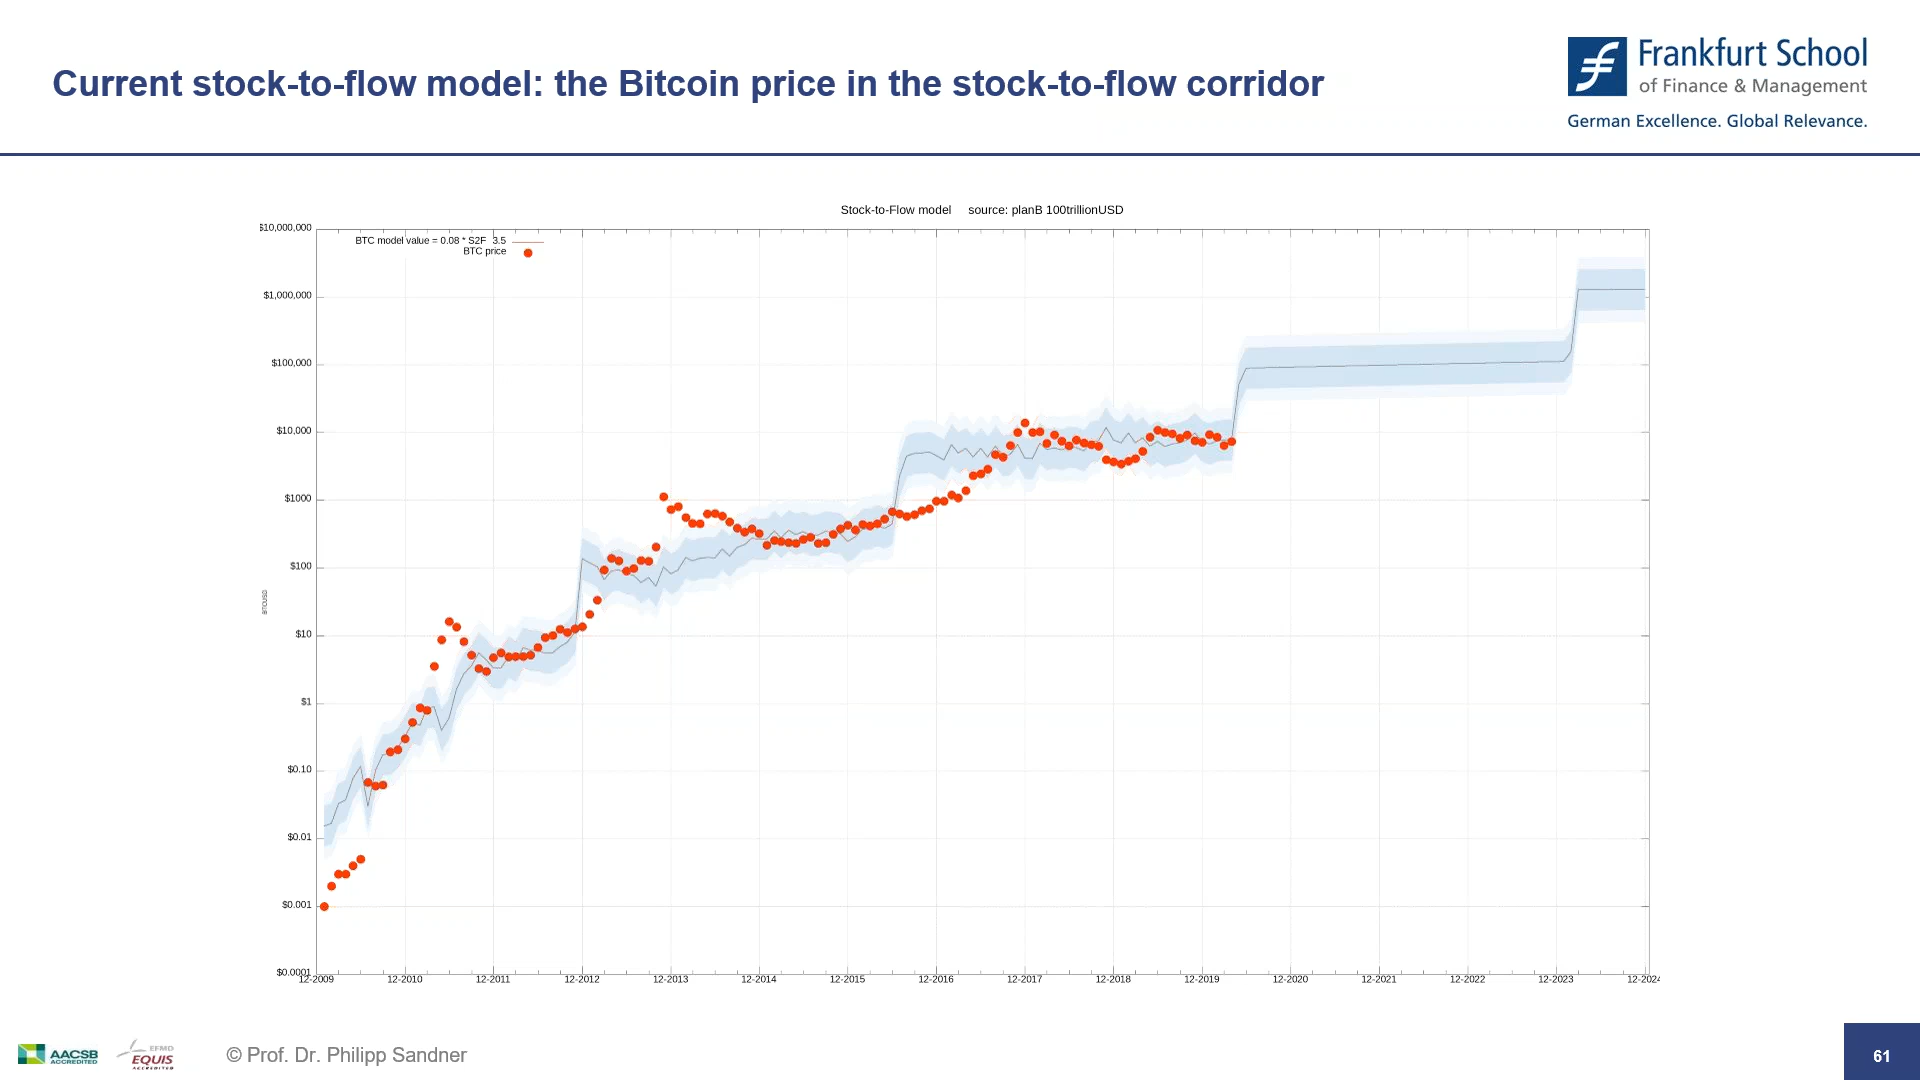 Current stock-to-flow model: the Bitcoin price in the stock-to-flow corridor
Frankfurt School
of Finance & Management
German Excellence. Global Relevance.
Stock-to-Flow model source: planB 100trillionUSD
BTC model value = 0.08 * S2F 3.5
BTC price
$10,000,000
$1,000,000
$100,000
$10,000
$1000
$100
$10
$1
$0.10
$0.01
$0.001
$0.0001
BTCUSD
12-2009 12-2010 12-2011 12-2012 12-2013 12-2014 12-2015 12-2016 12-2017 12-2018 12-2019 12-2020 12-2021 12-2022 12-2023 12-2024
AACSB
ACCREDITED
EFMD
EQUIS
ACCREDITED
© Prof. Dr. Philipp Sandner
61